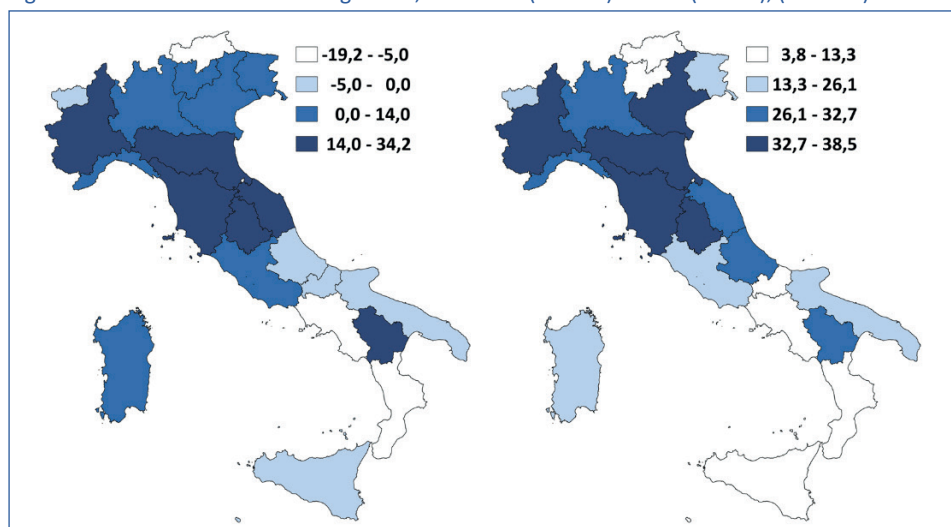 -19,2 - -5,0
-5,0 - 0,0
0,0 - 14,0
14,0 - 34,2
3,8 - 13,3
13,3 - 26,1
26,1 - 32,7
32,7 - 38,5